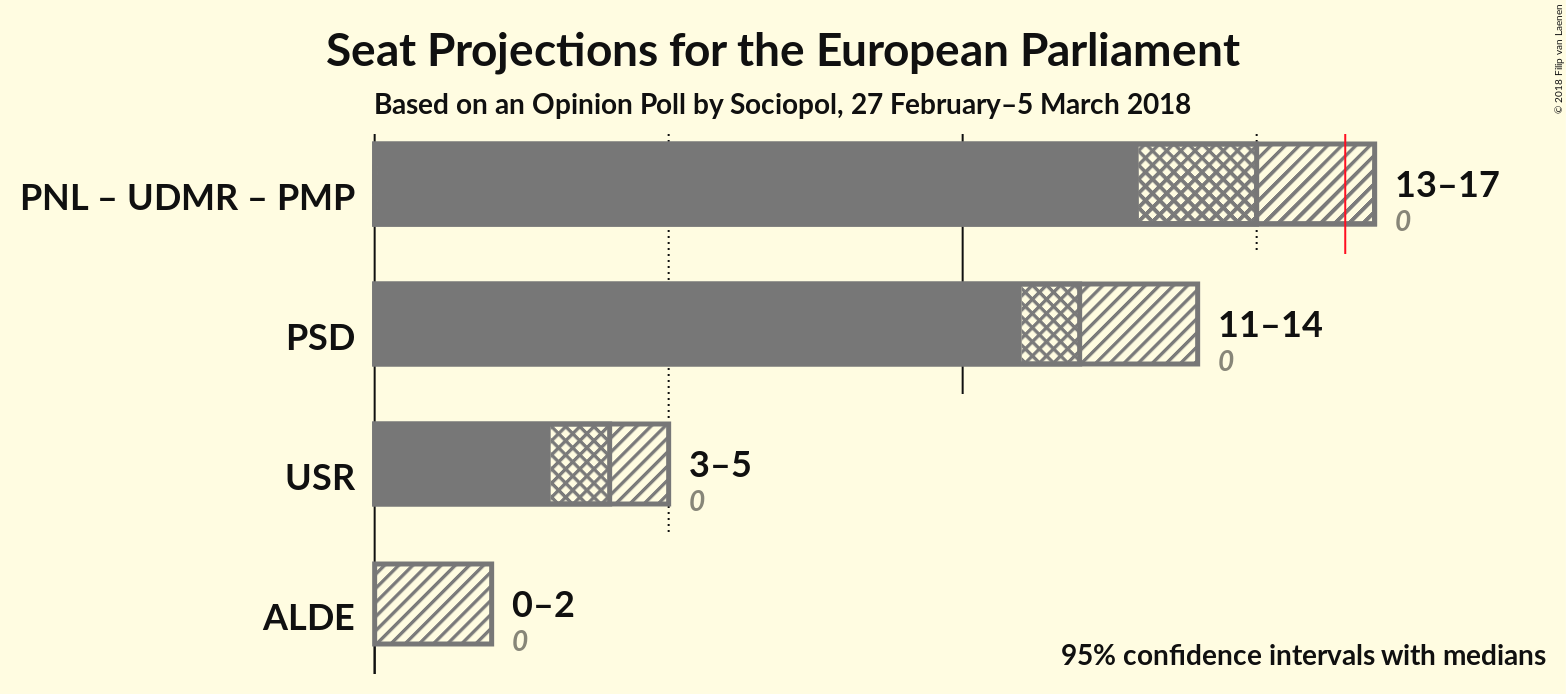 Seat Projections for the European Parliament
Based on an Opinion Poll by Sociopol, 27 February–5 March 2018
© 2018 Filip van Laenen
PNL – UDMR – PMP
13–17
0
PSD
11–14
0
USR
3–5
0
ALDE
0–2
0
95% confidence intervals with medians